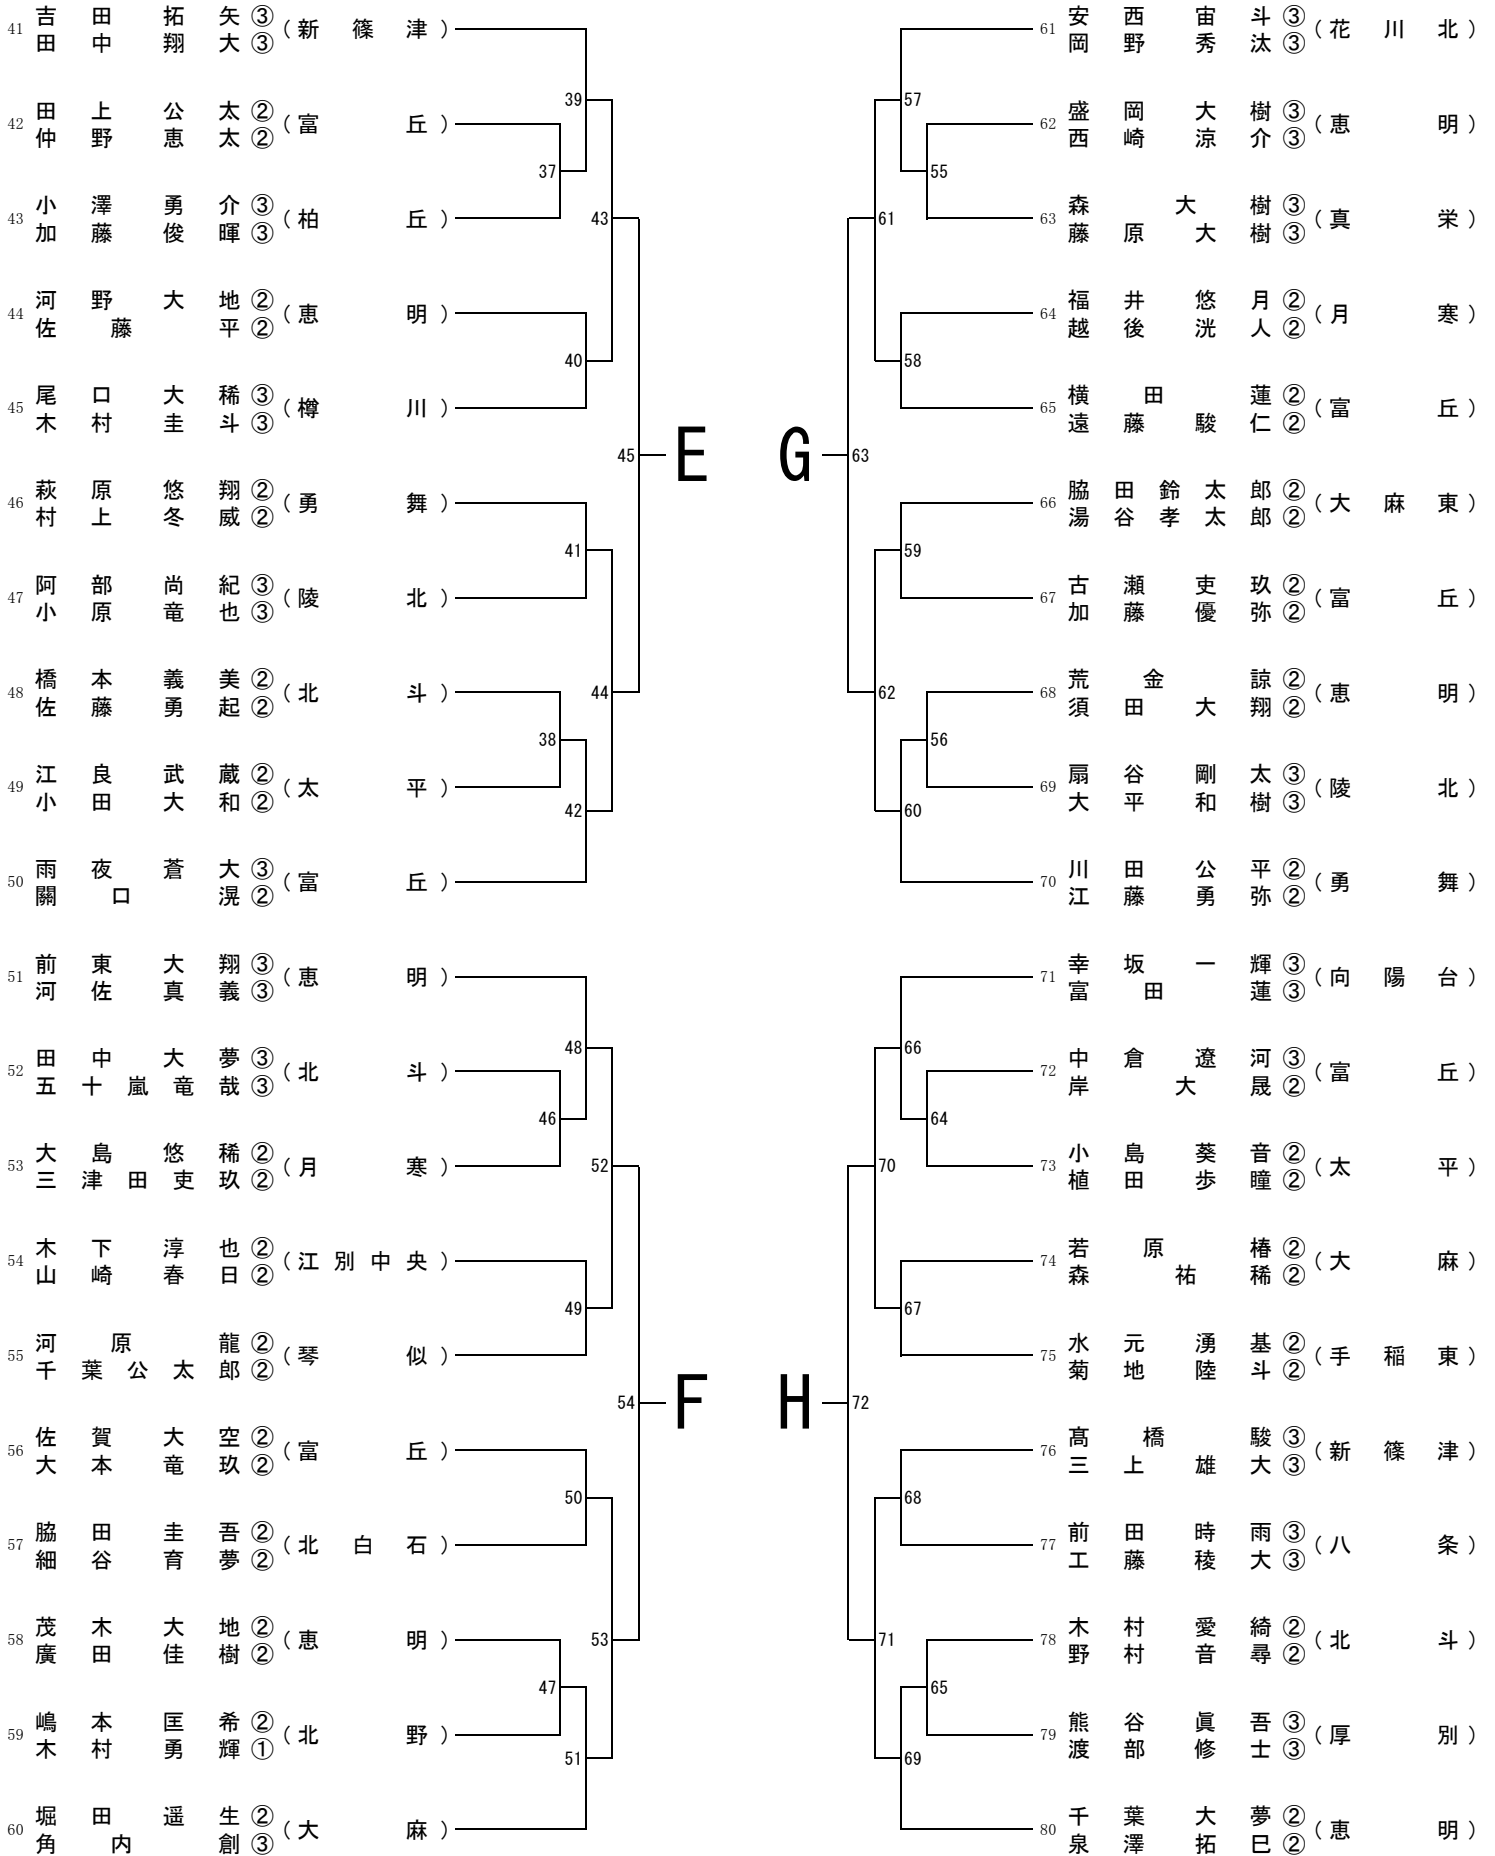 41 吉田拓矢③ (新篠津)
田中翔大③
42 田上公太② (富丘)
仲野恵太②
43 小澤勇介③ (柏丘)
加藤俊暉③
44 河野大地② (恵明)
佐藤平②
45 尾口大稀③ (樽川)
木村圭斗③
46 萩原悠翔② (勇舞)
村上冬威②
47 阿部尚紀③ (陵北)
小原竜也③
48 橋本義美② (北斗)
佐藤勇起②
49 江良武蔵② (太平)
小田大和②
50 雨夜蒼大③ (富丘)
關口滉②
39
37
43
40
45
41
44
38
42
E
51 前東大翔③ (恵明)
河佐真義③
52 田中大夢③ (北斗)
五十嵐竜哉③
53 大島悠稀② (月寒)
三津田吏玖②
54 木下淳也② (江別中央)
山崎春日②
55 河原龍② (琴似)
千葉公太郎②
56 佐賀大空② (富丘)
大本竜玖②
57 脇田圭吾② (北白石)
細谷育夢②
58 茂木大地② (恵明)
廣田佳樹②
59 嶋本匡希② (北野)
木村勇輝①
60 堀田遥生② (大麻)
角内創③
48
46
52
49
54
50
53
47
51
F
61 安西宙斗③ (花川北)
岡野秀汰③
62 盛岡大樹③ (恵明)
西崎涼介③
63 森大樹③ (真栄)
藤原大樹③
64 福井悠月② (月寒)
越後洸人②
65 横田蓮② (富丘)
遠藤駿仁②
66 脇田鈴太郎② (大麻東)
湯谷孝太郎②
67 古瀬吏玖② (富丘)
加藤優弥②
68 荒金諒② (恵明)
須田大翔②
69 扇谷剛太③ (陵北)
大平和樹③
70 川田公平② (勇舞)
江藤勇弥②
57
55
61
58
63
59
62
56
60
G
71 幸坂一輝③ (向陽台)
富田蓮③
72 中倉遼河③ (富丘)
岸大晟②
73 小島葵音② (太平)
植田歩瞳②
74 若原椿② (大麻)
森祐稀②
75 水元湧基② (手稲東)
菊地陸斗②
76 髙橋駿③ (新篠津)
三上雄大③
77 前田時雨③ (八条)
工藤稜大③
78 木村愛綺② (北斗)
野村音尋②
79 熊谷眞吾③ (厚別)
渡部修士③
80 千葉大夢② (恵明)
泉澤拓巳②
66
64
70
67
72
68
71
65
69
H